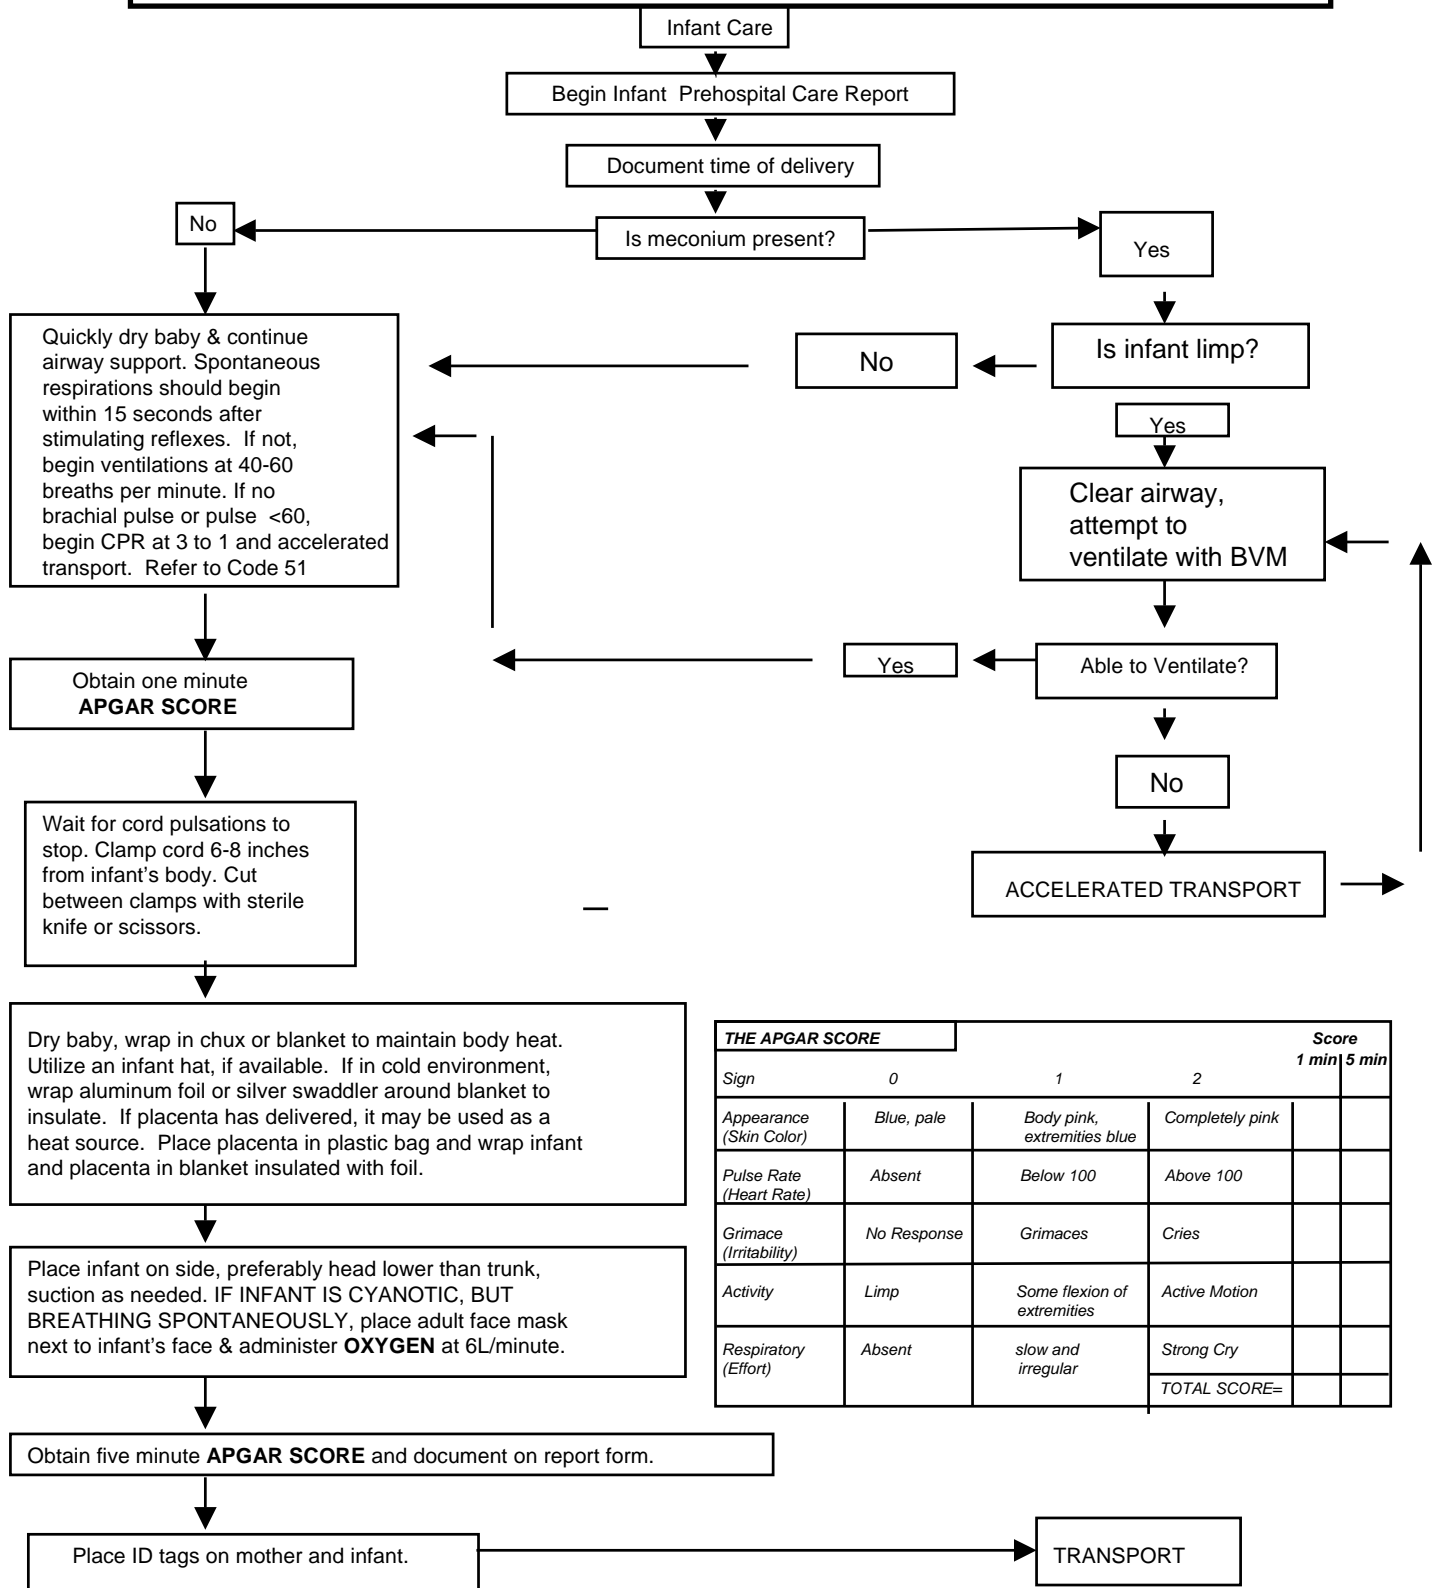 Infant Care
Begin Infant Prehospital Care Report
Document time of delivery
Is meconium present?
No
Yes
Quickly dry baby & continue
airway support. Spontaneous
respirations should begin
within 15 seconds after
stimulating reflexes. If not,
begin ventilations at 40-60
breaths per minute. If no
brachial pulse or pulse <60,
begin CPR at 3 to 1 and accelerated
transport. Refer to Code 51
No
Is infant limp?
Yes
Clear airway,
attempt to
ventilate with BVM
Yes
Able to Ventilate?
No
ACCELERATED TRANSPORT
Obtain one minute
APGAR SCORE
Wait for cord pulsations to
stop. Clamp cord 6-8 inches
from infant's body. Cut
between clamps with sterile
knife or scissors.
Dry baby, wrap in chux or blanket to maintain body heat.
Utilize an infant hat, if available. If in cold environment,
wrap aluminum foil or silver swaddler around blanket to
insulate. If placenta has delivered, it may be used as a
heat source. Place placenta in plastic bag and wrap infant
and placenta in blanket insulated with foil.
Place infant on side, preferably head lower than trunk,
suction as needed. IF INFANT IS CYANOTIC, BUT
BREATHING SPONTANEOUSLY, place adult face mask
next to infant's face & administer OXYGEN at 6L/minute.
Obtain five minute APGAR SCORE and document on report form.
Place ID tags on mother and infant.
TRANSPORT
THE APGAR SCORE Score
1 min 5 min
Sign 0 1 2
Appearance Blue, pale Body pink, Completely pink
(Skin Color) extremities blue
Pulse Rate Absent Below 100 Above 100
(Heart Rate)
Grimace No Response Grimaces Cries
(Irritability)
Activity Limp Some flexion of Active Motion
extremities
Respiratory Absent slow and Strong Cry
(Effort) irregular
TOTAL SCORE=